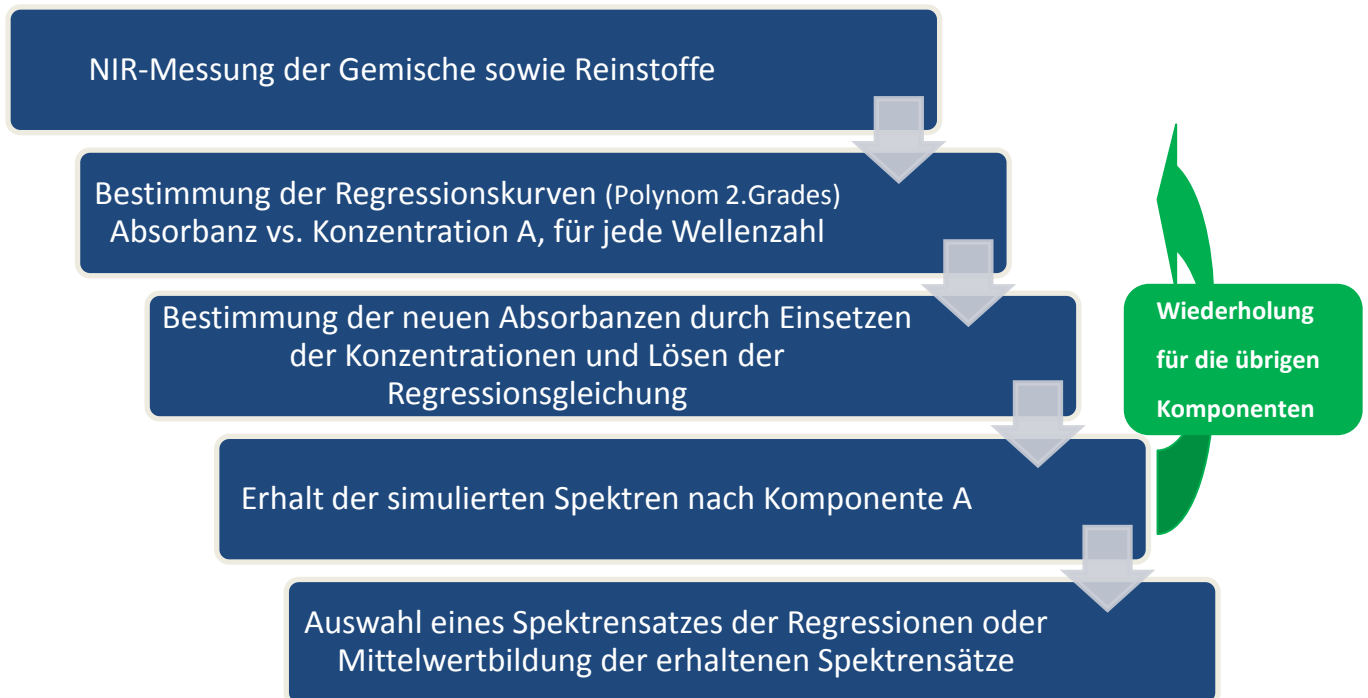 NIR-Messung der Gemische sowie Reinstoffe
Bestimmung der Regressionskurven (Polynom 2.Grades)
Absorbanz vs. Konzentration A, für jede Wellenzahl
Bestimmung der neuen Absorbanzen durch Einsetzen
der Konzentrationen und Lösen der
Regressionsgleichung
Erhalt der simulierten Spektren nach Komponente A
Auswahl eines Spektrensatzes der Regressionen oder
Mittelwertbildung der erhaltenen Spektrensätze
Wiederholung
für die übrigen
Komponenten